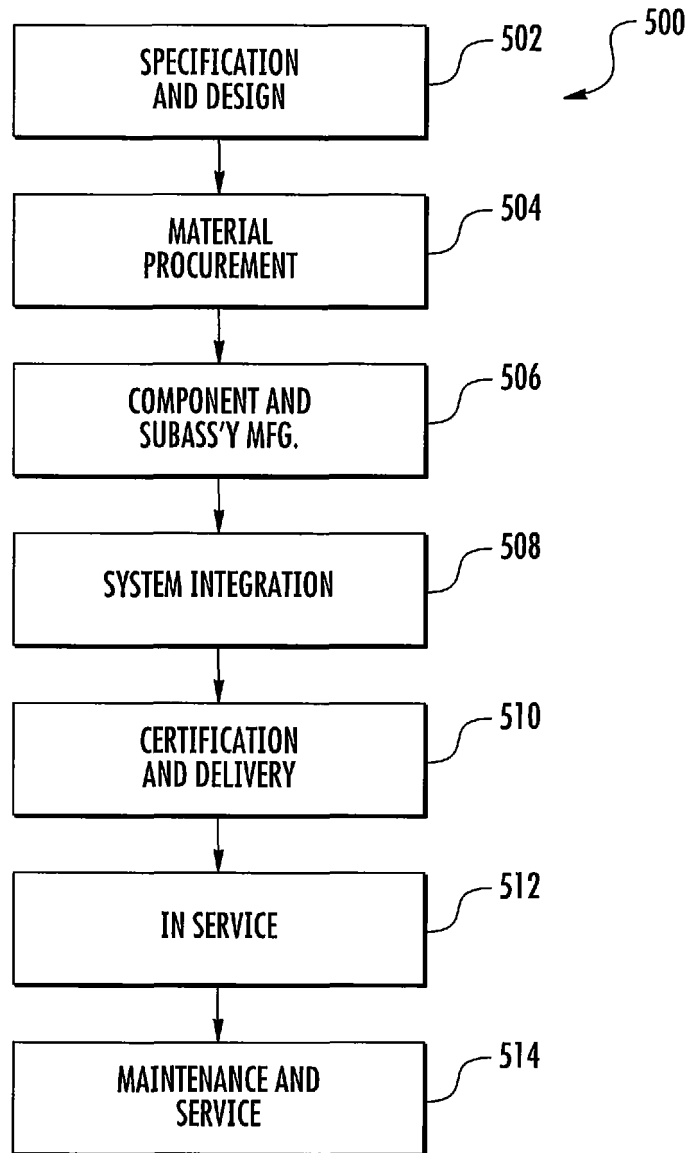 500
SPECIFICATION
AND DESIGN
502
MATERIAL
PROCUREMENT
504
COMPONENT AND
SUBASS'Y MFG.
506
SYSTEM INTEGRATION
508
CERTIFICATION
AND DELIVERY
510
IN SERVICE
512
MAINTENANCE AND
SERVICE
514